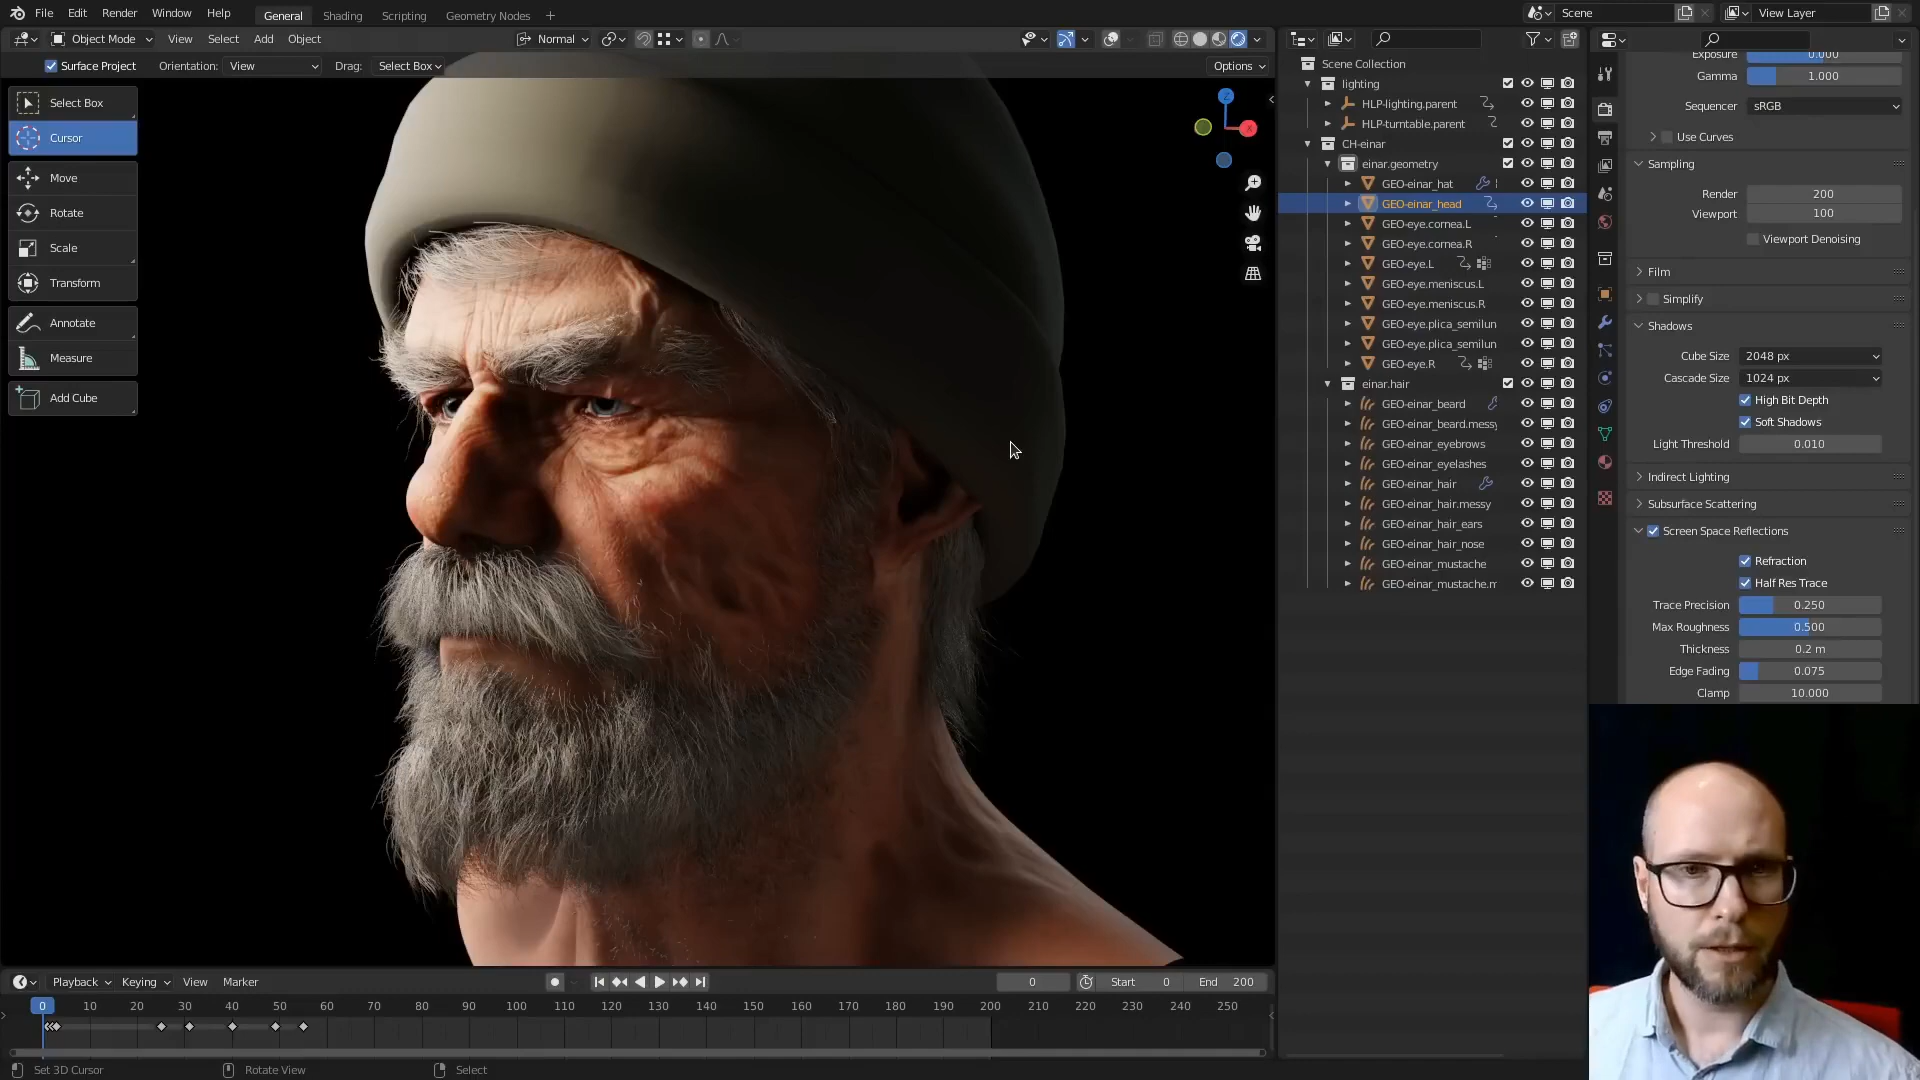 File Edit Render Window Help General Shading Scripting Geometry Nodes + Scene View Layer
Object Mode View Select Add Object Normal
Surface Project Orientation: View Drag: Select Box Options
Select Box
Cursor
Move
Rotate
Scale
Transform
Annotate
Measure
Add Cube
Scene Collection
lighting
HLP-lighting.parent
HLP-turntable.parent
CH-einar
einar.geometry
GEO-einar_hat
GEO-einar_head
GEO-eye.cornea.L
GEO-eye.cornea.R
GEO-eye.L
GEO-eye.meniscus.L
GEO-eye.meniscus.R
GEO-eye.plica_semilun
GEO-eye.plica_semilun
GEO-eye.R
einar.hair
GEO-einar_beard
GEO-einar_beard.messy
GEO-einar_eyebrows
GEO-einar_eyelashes
GEO-einar_hair
GEO-einar_hair.messy
GEO-einar_hair_ears
GEO-einar_hair_nose
GEO-einar_mustache
GEO-einar_mustache.m
Exposure 0.000
Gamma 1.000
Sequencer sRGB
Use Curves
Sampling
Render 200
Viewport 100
Viewport Denoising
Film
Simplify
Shadows
Cube Size 2048 px
Cascade Size 1024 px
High Bit Depth
Soft Shadows
Light Threshold 0.010
Indirect Lighting
Subsurface Scattering
Screen Space Reflections
Refraction
Half Res Trace
Trace Precision 0.250
Max Roughness 0.500
Thickness 0.2 m
Edge Fading 0.075
Clamp 10.000
Z
X
Playback Keying View Marker 0 Start 0 End 200
0 10 20 30 40 50 60 70 80 90 100 110 120 130 140 150 160 170 180 190 200 210 220 230 240 250
Set 3D Cursor Rotate View Select